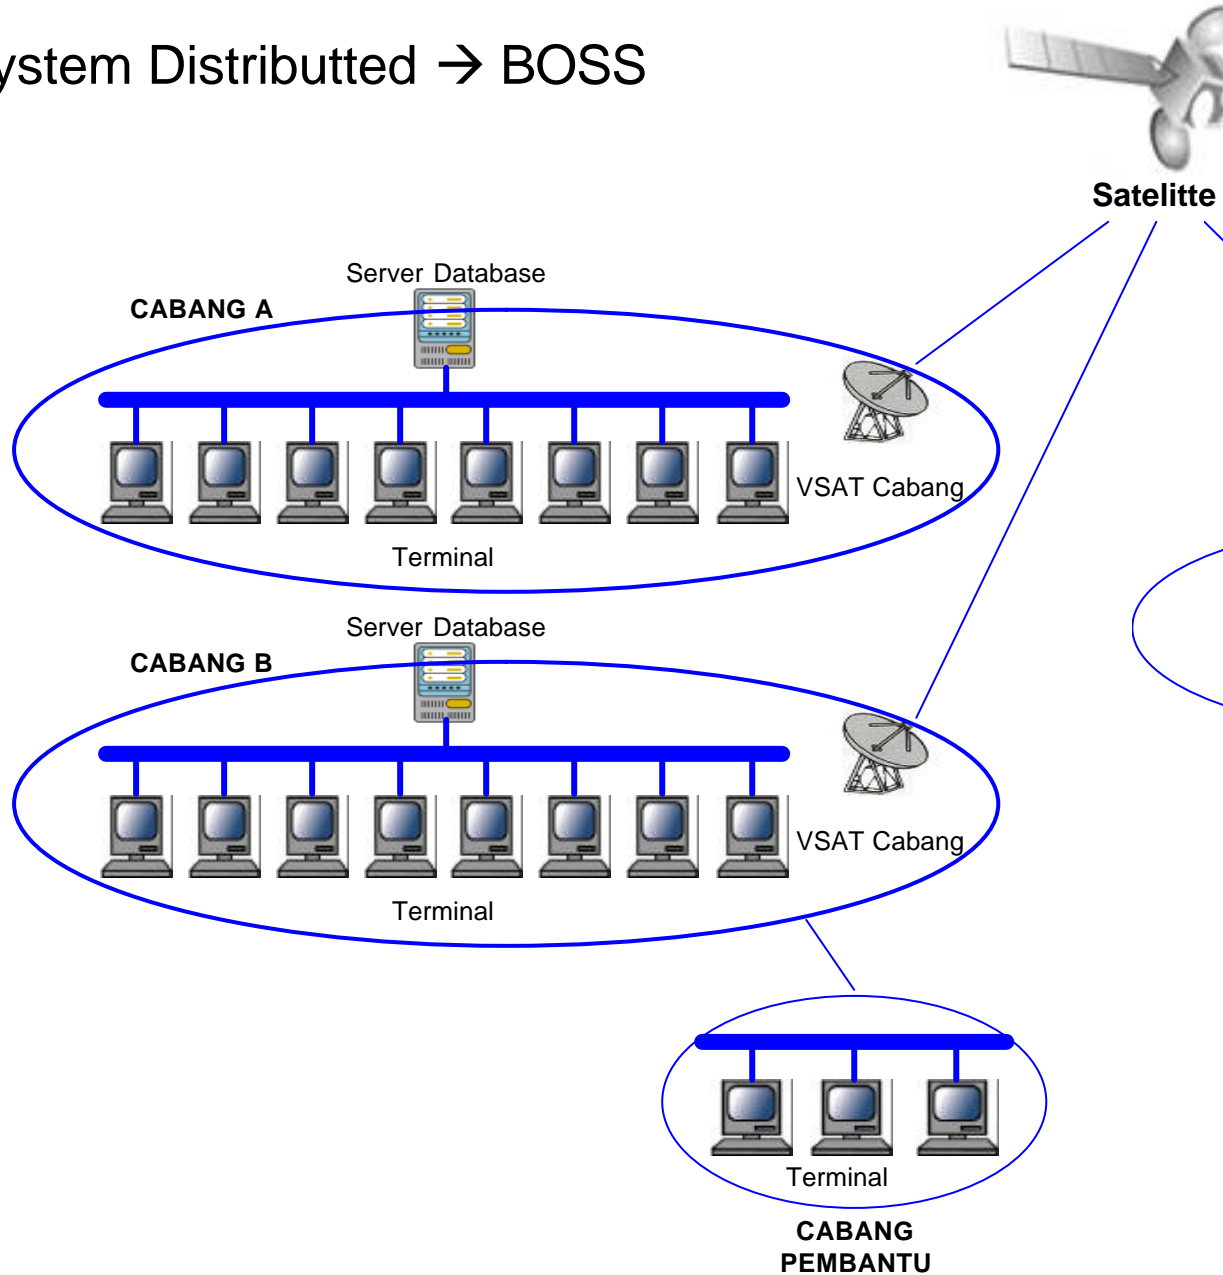 ystem Distributted → BOSS
Satelitte
Server Database
CABANG A
VSAT Cabang
Terminal
Server Database
CABANG B
VSAT Cabang
Terminal
Terminal
CABANG
PEMBANTU